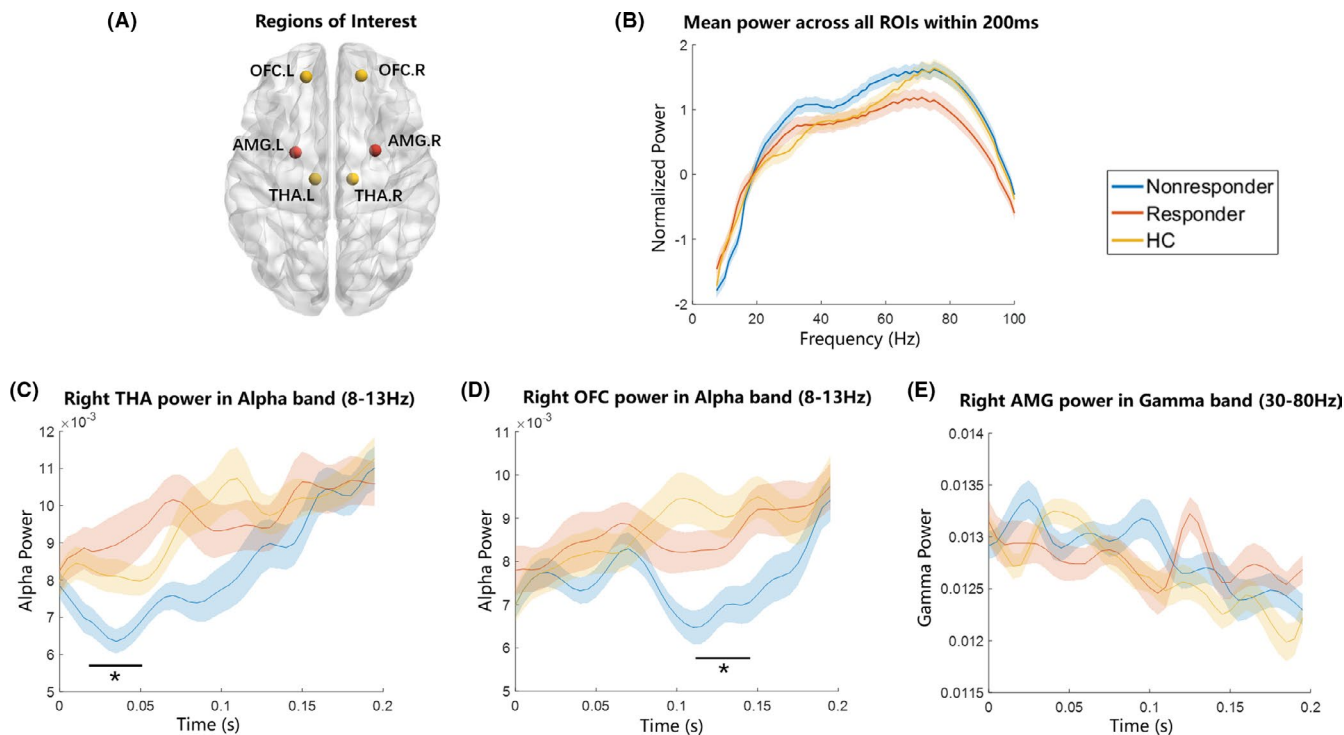 (A)
Regions of Interest
OFC.L
OFC.R
AMG.L
AMG.R
THA.L
THA.R
(B)
Mean power across all ROIs within 200ms
Normalized Power
2
1
0
-1
-2
0 20 40 60 80 100
Frequency (Hz)
Nonresponder
Responder
HC
(C)
Right THA power in Alpha band (8-13Hz)
×10-3
Alpha Power
12
11
10
9
8
7
6
5
*
0 0.05 0.1 0.15 0.2
Time (s)
(D)
Right OFC power in Alpha band (8-13Hz)
×10-3
Alpha Power
11
10
9
8
7
6
5
*
0 0.05 0.1 0.15 0.2
Time (s)
(E)
Right AMG power in Gamma band (30-80Hz)
Gamma Power
0.014
0.0135
0.013
0.0125
0.012
0.0115
0 0.05 0.1 0.15 0.2
Time (s)